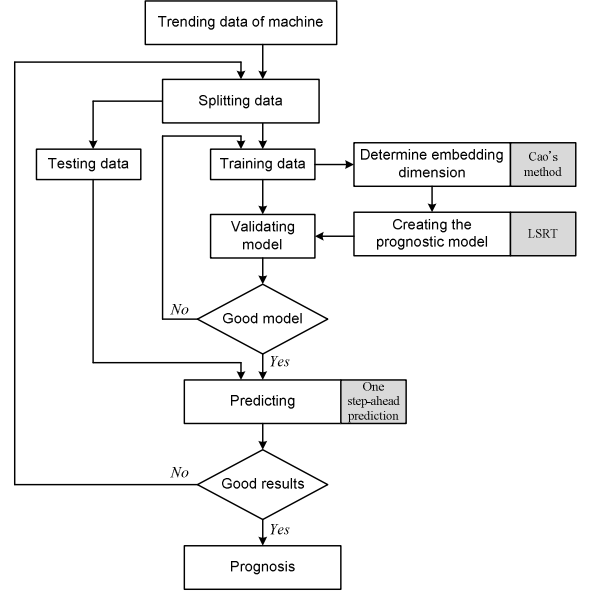 Trending data of machine
Splitting data
Testing data
Training data
Determine embedding
dimension
Cao's
method
Validating
model
Creating the
prognostic model
LSRT
No
Good model
Yes
Predicting
One
step-ahead
prediction
No
Good results
Yes
Prognosis